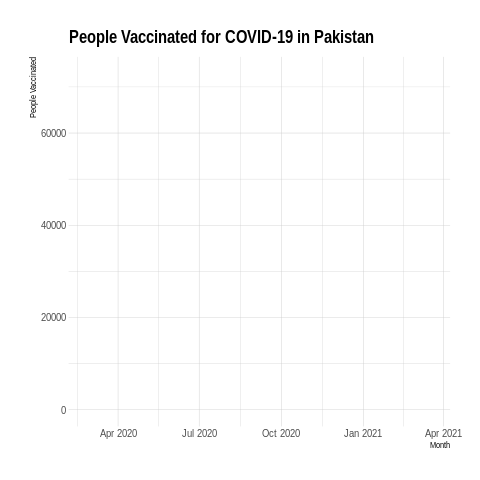 People Vaccinated for COVID-19 in Pakistan
People Vaccinated
60000
40000
20000
0
Apr 2020 Jul 2020 Oct 2020 Jan 2021 Apr 2021
Month